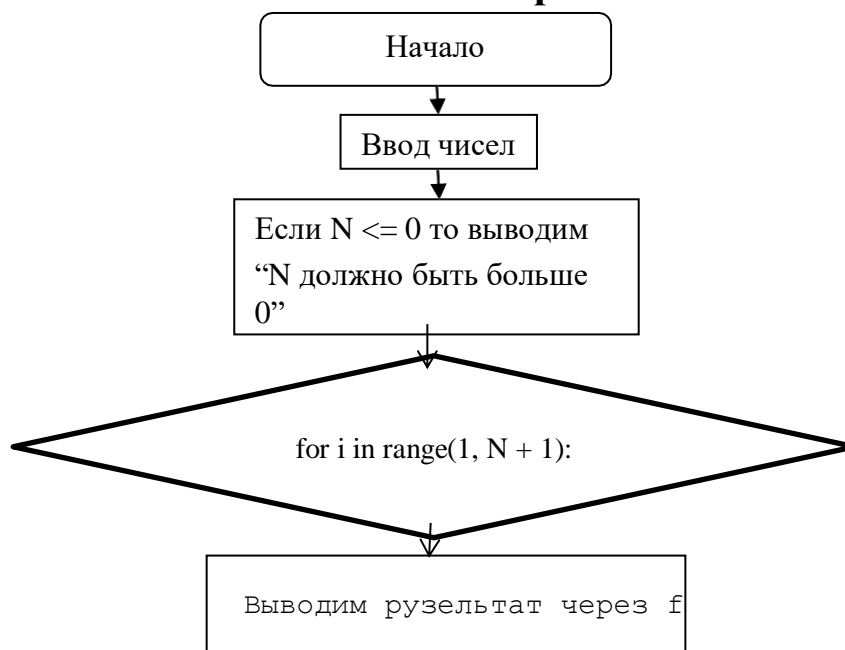 Начало
Ввод чисел
Если N <= 0 то выводим
“N должно быть больше
0”
for i in range(1, N + 1):
Выводим рузельтат через f